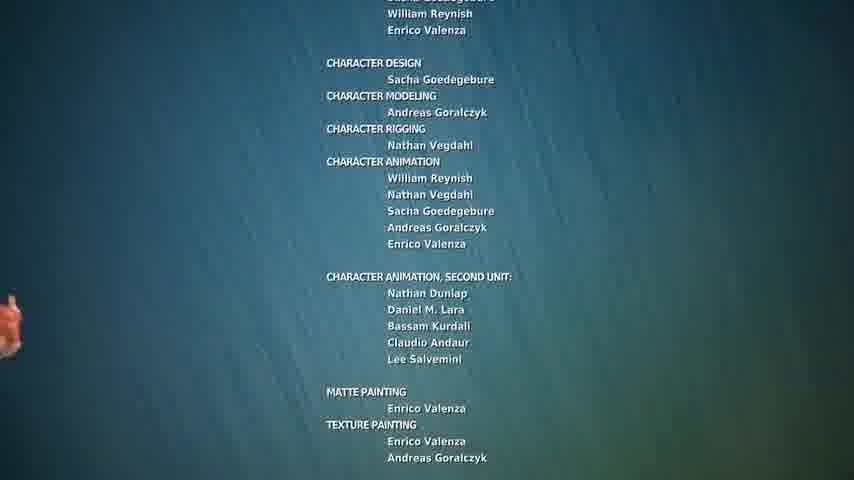 Sacha Goedegebure
William Reynish
Enrico Valenza
CHARACTER DESIGN
Sacha Goedegebure
CHARACTER MODELING
Andreas Goralczyk
CHARACTER RIGGING
Nathan Vegdahl
CHARACTER ANIMATION
William Reynish
Nathan Vegdahl
Sacha Goedegebure
Andreas Goralczyk
Enrico Valenza
CHARACTER ANIMATION, SECOND UNIT:
Nathan Dunlap
Daniel M. Lara
Bassam Kurdali
Claudio Andaur
Lee Salvemini
MATTE PAINTING
Enrico Valenza
TEXTURE PAINTING
Enrico Valenza
Andreas Goralczyk